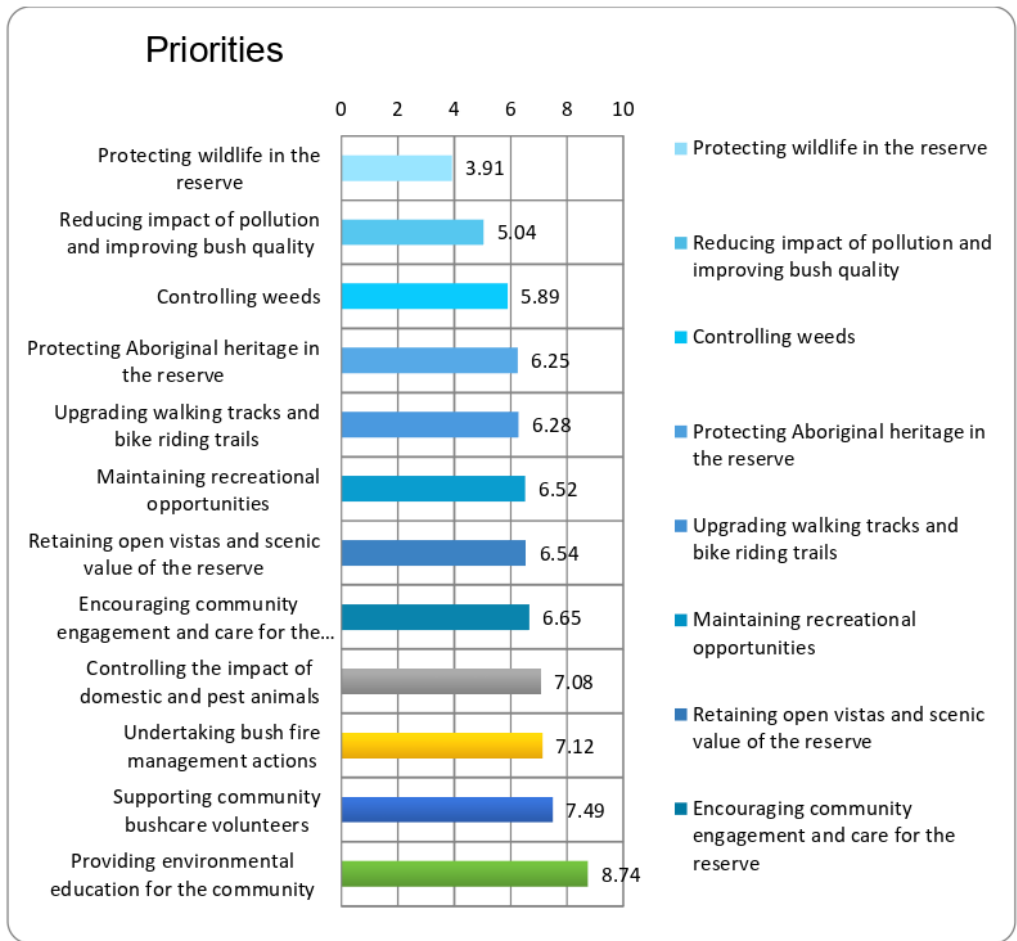 Priorities
0 2 4 6 8 10
Protecting wildlife in the
reserve
3.91
Reducing impact of pollution
and improving bush quality
5.04
Controlling weeds
5.89
Protecting Aboriginal heritage in
the reserve
6.25
Upgrading walking tracks and
bike riding trails
6.28
Maintaining recreational
opportunities
6.52
Retaining open vistas and scenic
value of the reserve
6.54
Encouraging community
engagement and care for the...
6.65
Controlling the impact of
domestic and pest animals
7.08
Undertaking bush fire
management actions
7.12
Supporting community
bushcare volunteers
7.49
Providing environmental
education for the community
8.74
Protecting wildlife in the reserve
Reducing impact of pollution and
improving bush quality
Controlling weeds
Protecting Aboriginal heritage in
the reserve
Upgrading walking tracks and
bike riding trails
Maintaining recreational
opportunities
Retaining open vistas and scenic
value of the reserve
Encouraging community
engagement and care for the
reserve